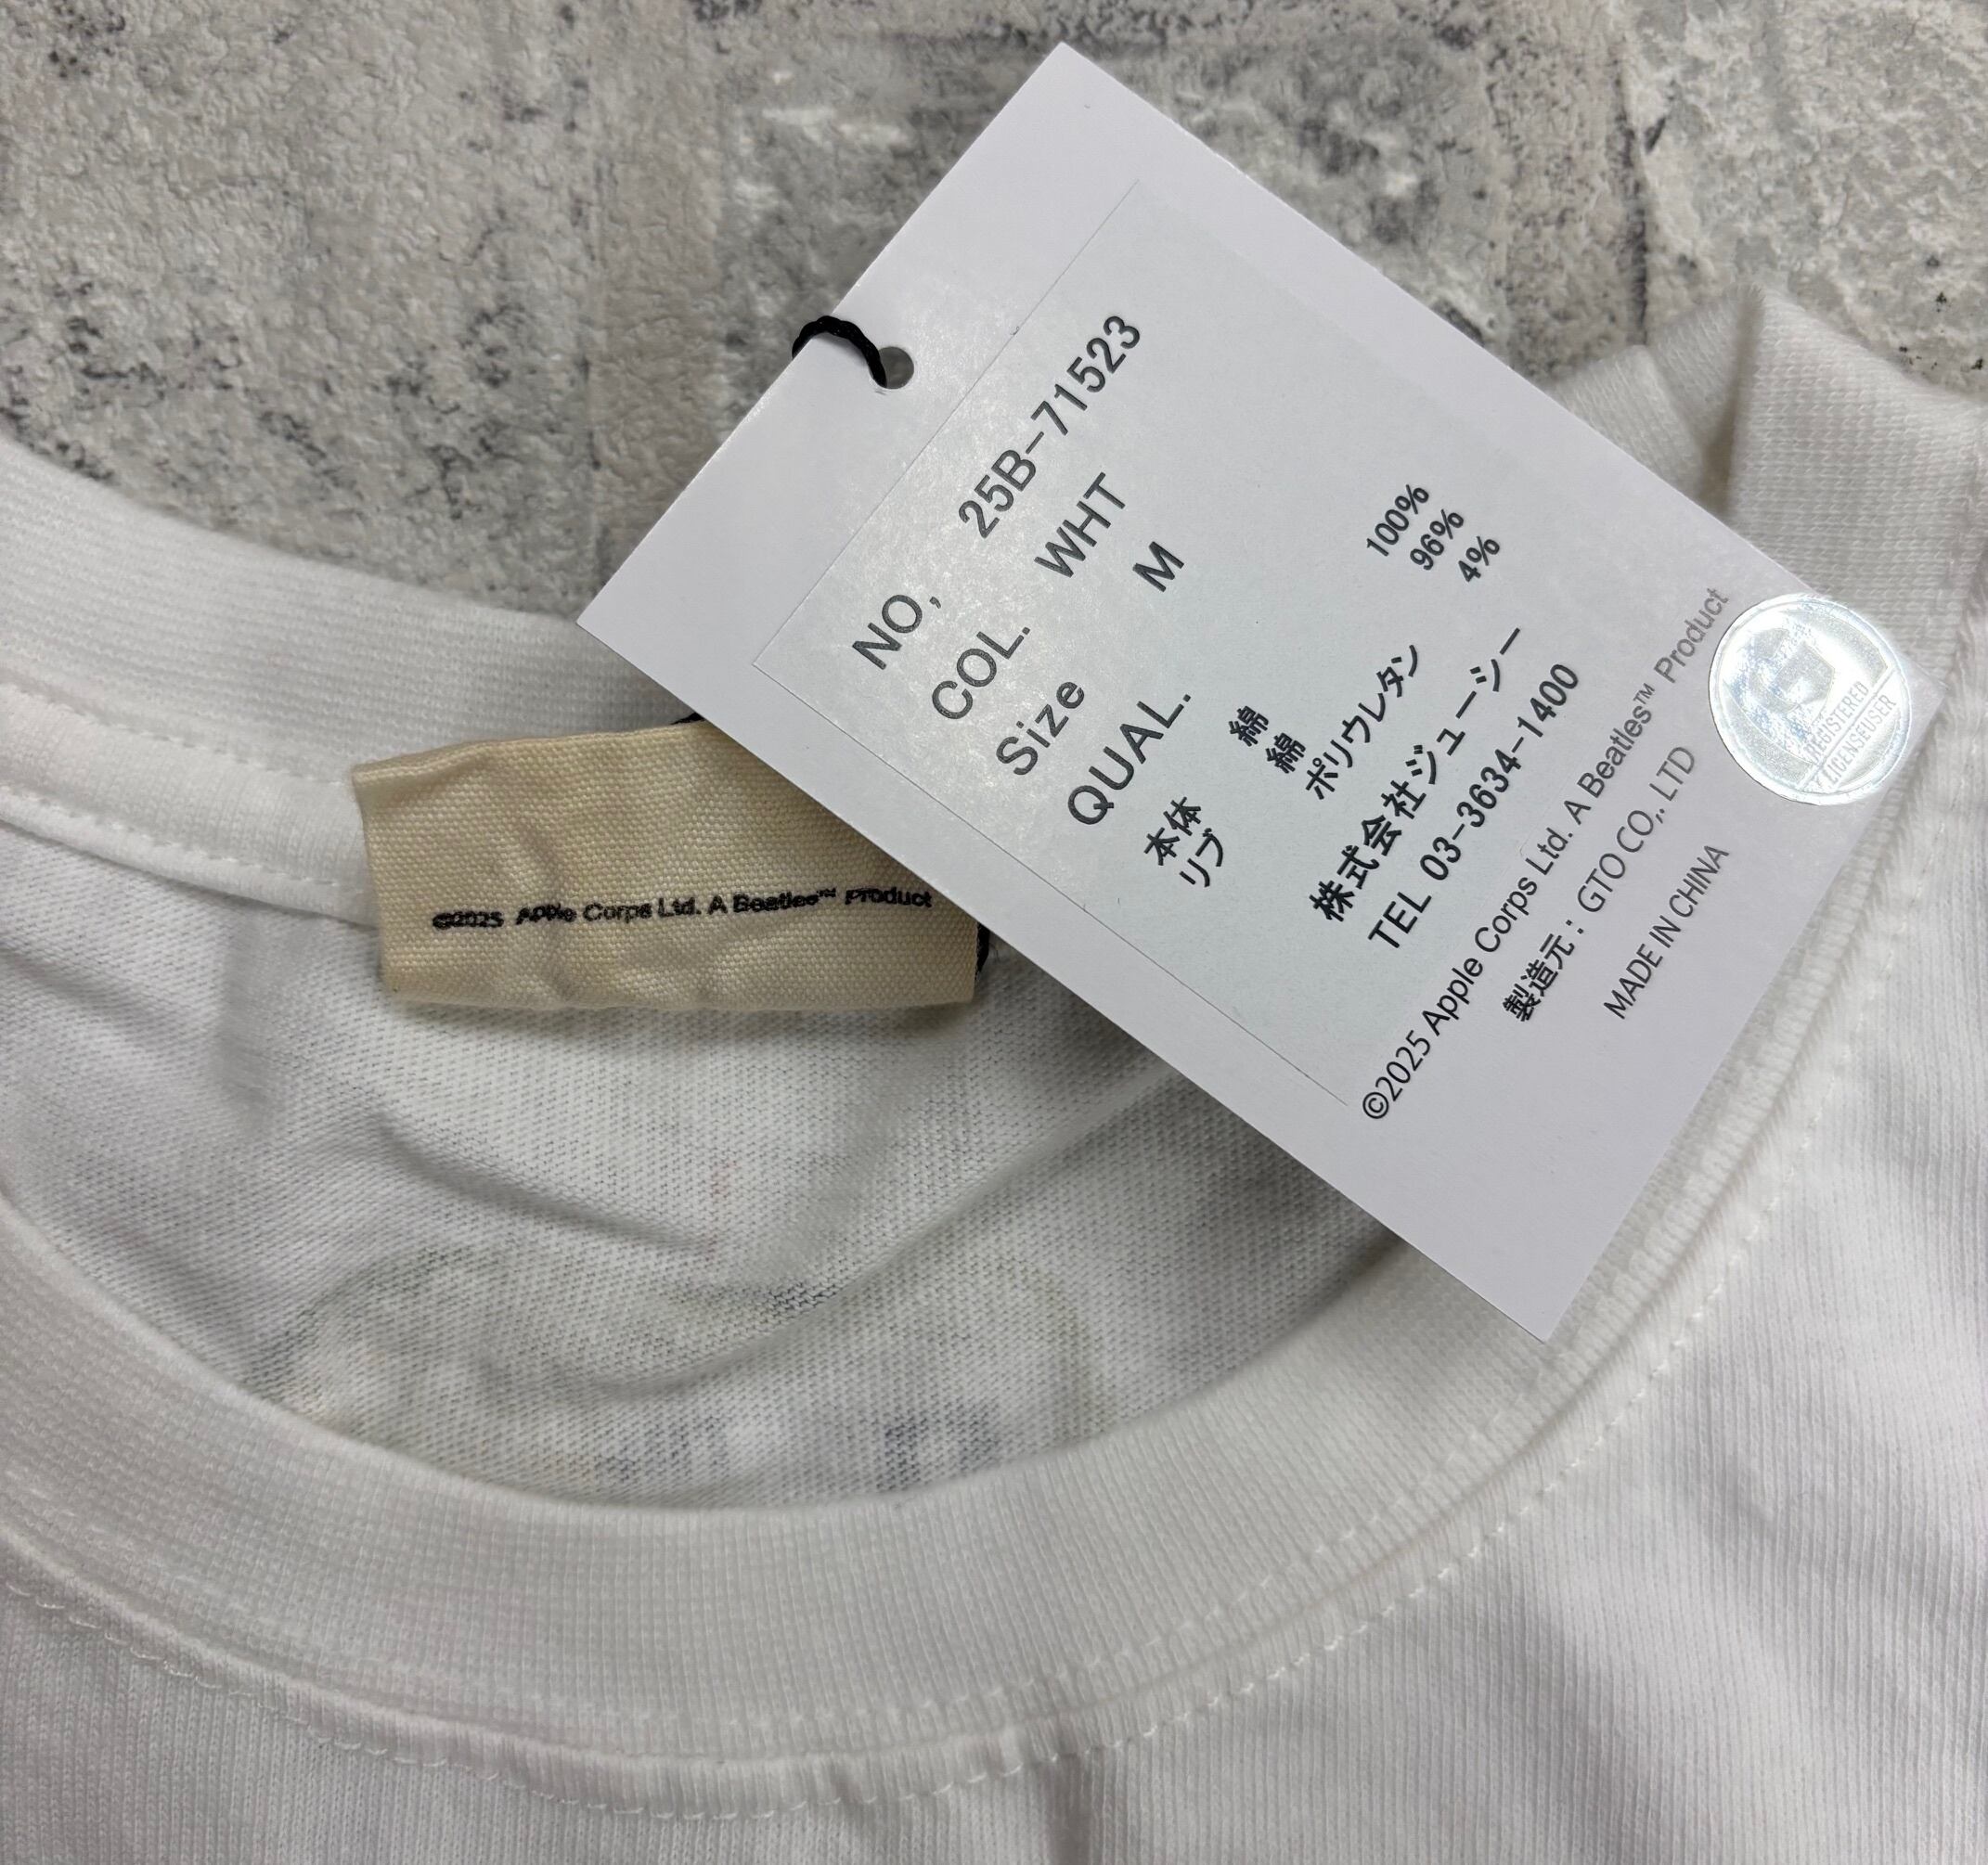 NO, 25B-71523
COL. WHT
Size M
QUAL.
本体 綿 100%
リブ 綿 96%
ポリウレタン 4%
株式会社ジューシー
TEL 03-3634-1400
©2025 Apple Corps Ltd. A Beatles™ Product
製造元：GTO CO,. LTD
MADE IN CHINA
REGISTERED
LICENSEUSER
©2025 Apple Corps Ltd. A Beatles™ Product